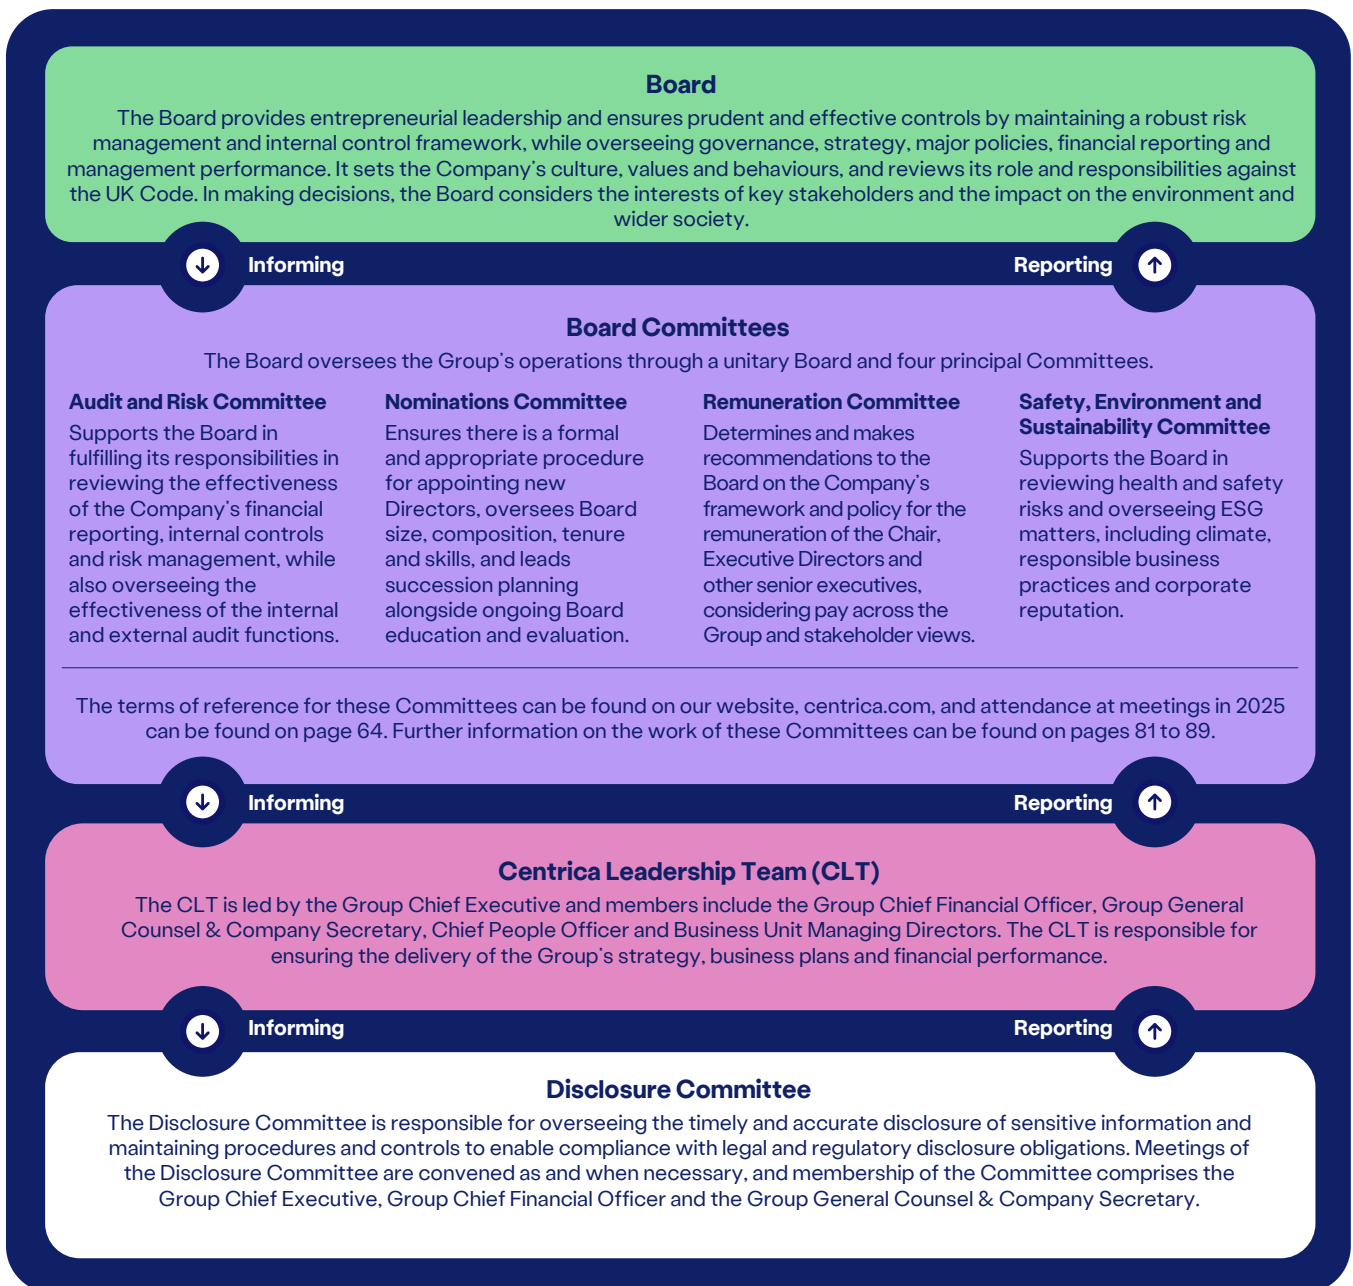 Board
The Board provides entrepreneurial leadership and ensures prudent and effective controls by maintaining a robust risk
management and internal control framework, while overseeing governance, strategy, major policies, financial reporting and
management performance. It sets the Company's culture, values and behaviours, and reviews its role and responsibilities against
the UK Code. In making decisions, the Board considers the interests of key stakeholders and the impact on the environment and
wider society.
Informing
Reporting
Board Committees
The Board oversees the Group's operations through a unitary Board and four principal Committees.
Audit and Risk Committee
Supports the Board in
fulfilling its responsibilities in
reviewing the effectiveness
of the Company's financial
reporting, internal controls
and risk management, while
also overseeing the
effectiveness of the internal
and external audit functions.
Nominations Committee
Ensures there is a formal
and appropriate procedure
for appointing new
Directors, oversees Board
size, composition, tenure
and skills, and leads
succession planning
alongside ongoing Board
education and evaluation.
Remuneration Committee
Determines and makes
recommendations to the
Board on the Company's
framework and policy for the
remuneration of the Chair,
Executive Directors and
other senior executives,
considering pay across the
Group and stakeholder views.
Safety, Environment and
Sustainability Committee
Supports the Board in
reviewing health and safety
risks and overseeing ESG
matters, including climate,
responsible business
practices and corporate
reputation.
The terms of reference for these Committees can be found on our website, centrica.com, and attendance at meetings in 2025
can be found on page 64. Further information on the work of these Committees can be found on pages 81 to 89.
Informing
Reporting
Centrica Leadership Team (CLT)
The CLT is led by the Group Chief Executive and members include the Group Chief Financial Officer, Group General
Counsel & Company Secretary, Chief People Officer and Business Unit Managing Directors. The CLT is responsible for
ensuring the delivery of the Group's strategy, business plans and financial performance.
Informing
Reporting
Disclosure Committee
The Disclosure Committee is responsible for overseeing the timely and accurate disclosure of sensitive information and
maintaining procedures and controls to enable compliance with legal and regulatory disclosure obligations. Meetings of
the Disclosure Committee are convened as and when necessary, and membership of the Committee comprises the
Group Chief Executive, Group Chief Financial Officer and the Group General Counsel & Company Secretary.